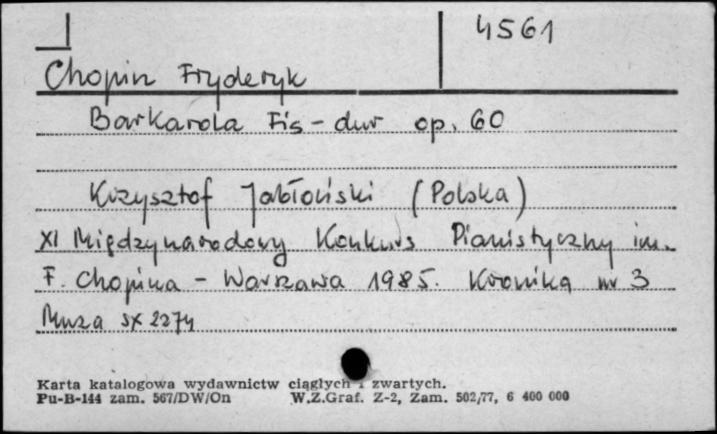 4561
Chopin Fryderyk
Barkarola Fis-dur op. 60
Krzysztof Jabłoński (Polska)
XI Międzynarodowy Konkurs Pianistyczny im.
F. Chopina - Warszawa 1985. Kronika nr 3
Muza SX 2274
Karta katalogowa wydawnictw ciągłych i zwartych.
Pu-B-144 zam. 567/DW/On W.Z.Graf. Z-2, Zam. 502/77, 6 400 000